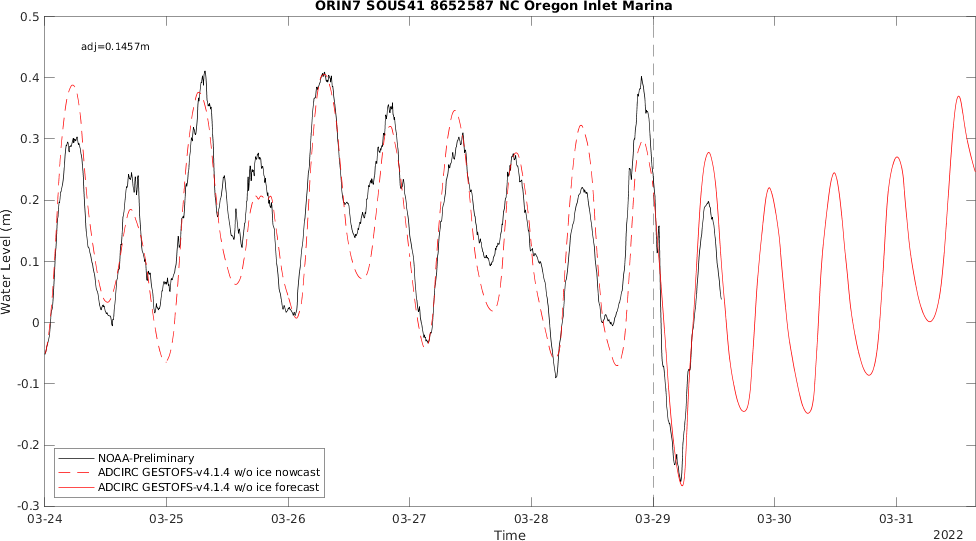 ORIN7 SOUS41 8652587 NC Oregon Inlet Marina
0.5
adj=0.1457m
0.4
0.3
0.2
0.1
0
-0.1
-0.2
-0.3
Water Level (m)
NOAA-Preliminary
ADCIRC GESTOFS-v4.1.4 w/o ice nowcast
ADCIRC GESTOFS-v4.1.4 w/o ice forecast
03-24 03-25 03-26 03-27 03-28 03-29 03-30 03-31
Time
2022